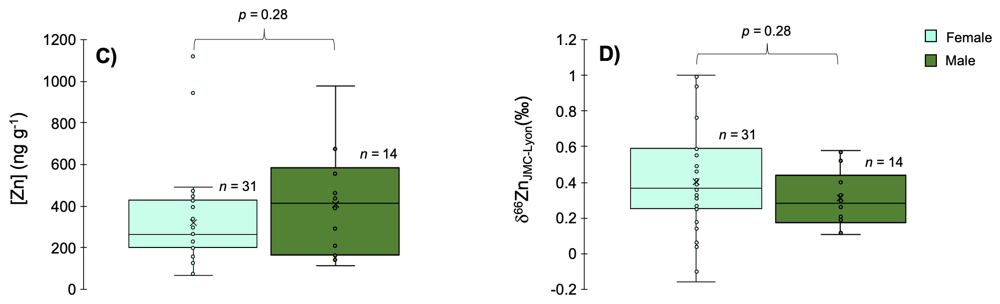 p = 0.28
C)
1200
1000
800
600
400
200
0
[Zn] (ng g⁻¹)
n = 31
n = 14
p = 0.28
D)
1.2
1
0.8
0.6
0.4
0.2
0
-0.2
δ⁶⁶Zn_JMC-Lyon(‰)
n = 31
n = 14
Female
Male